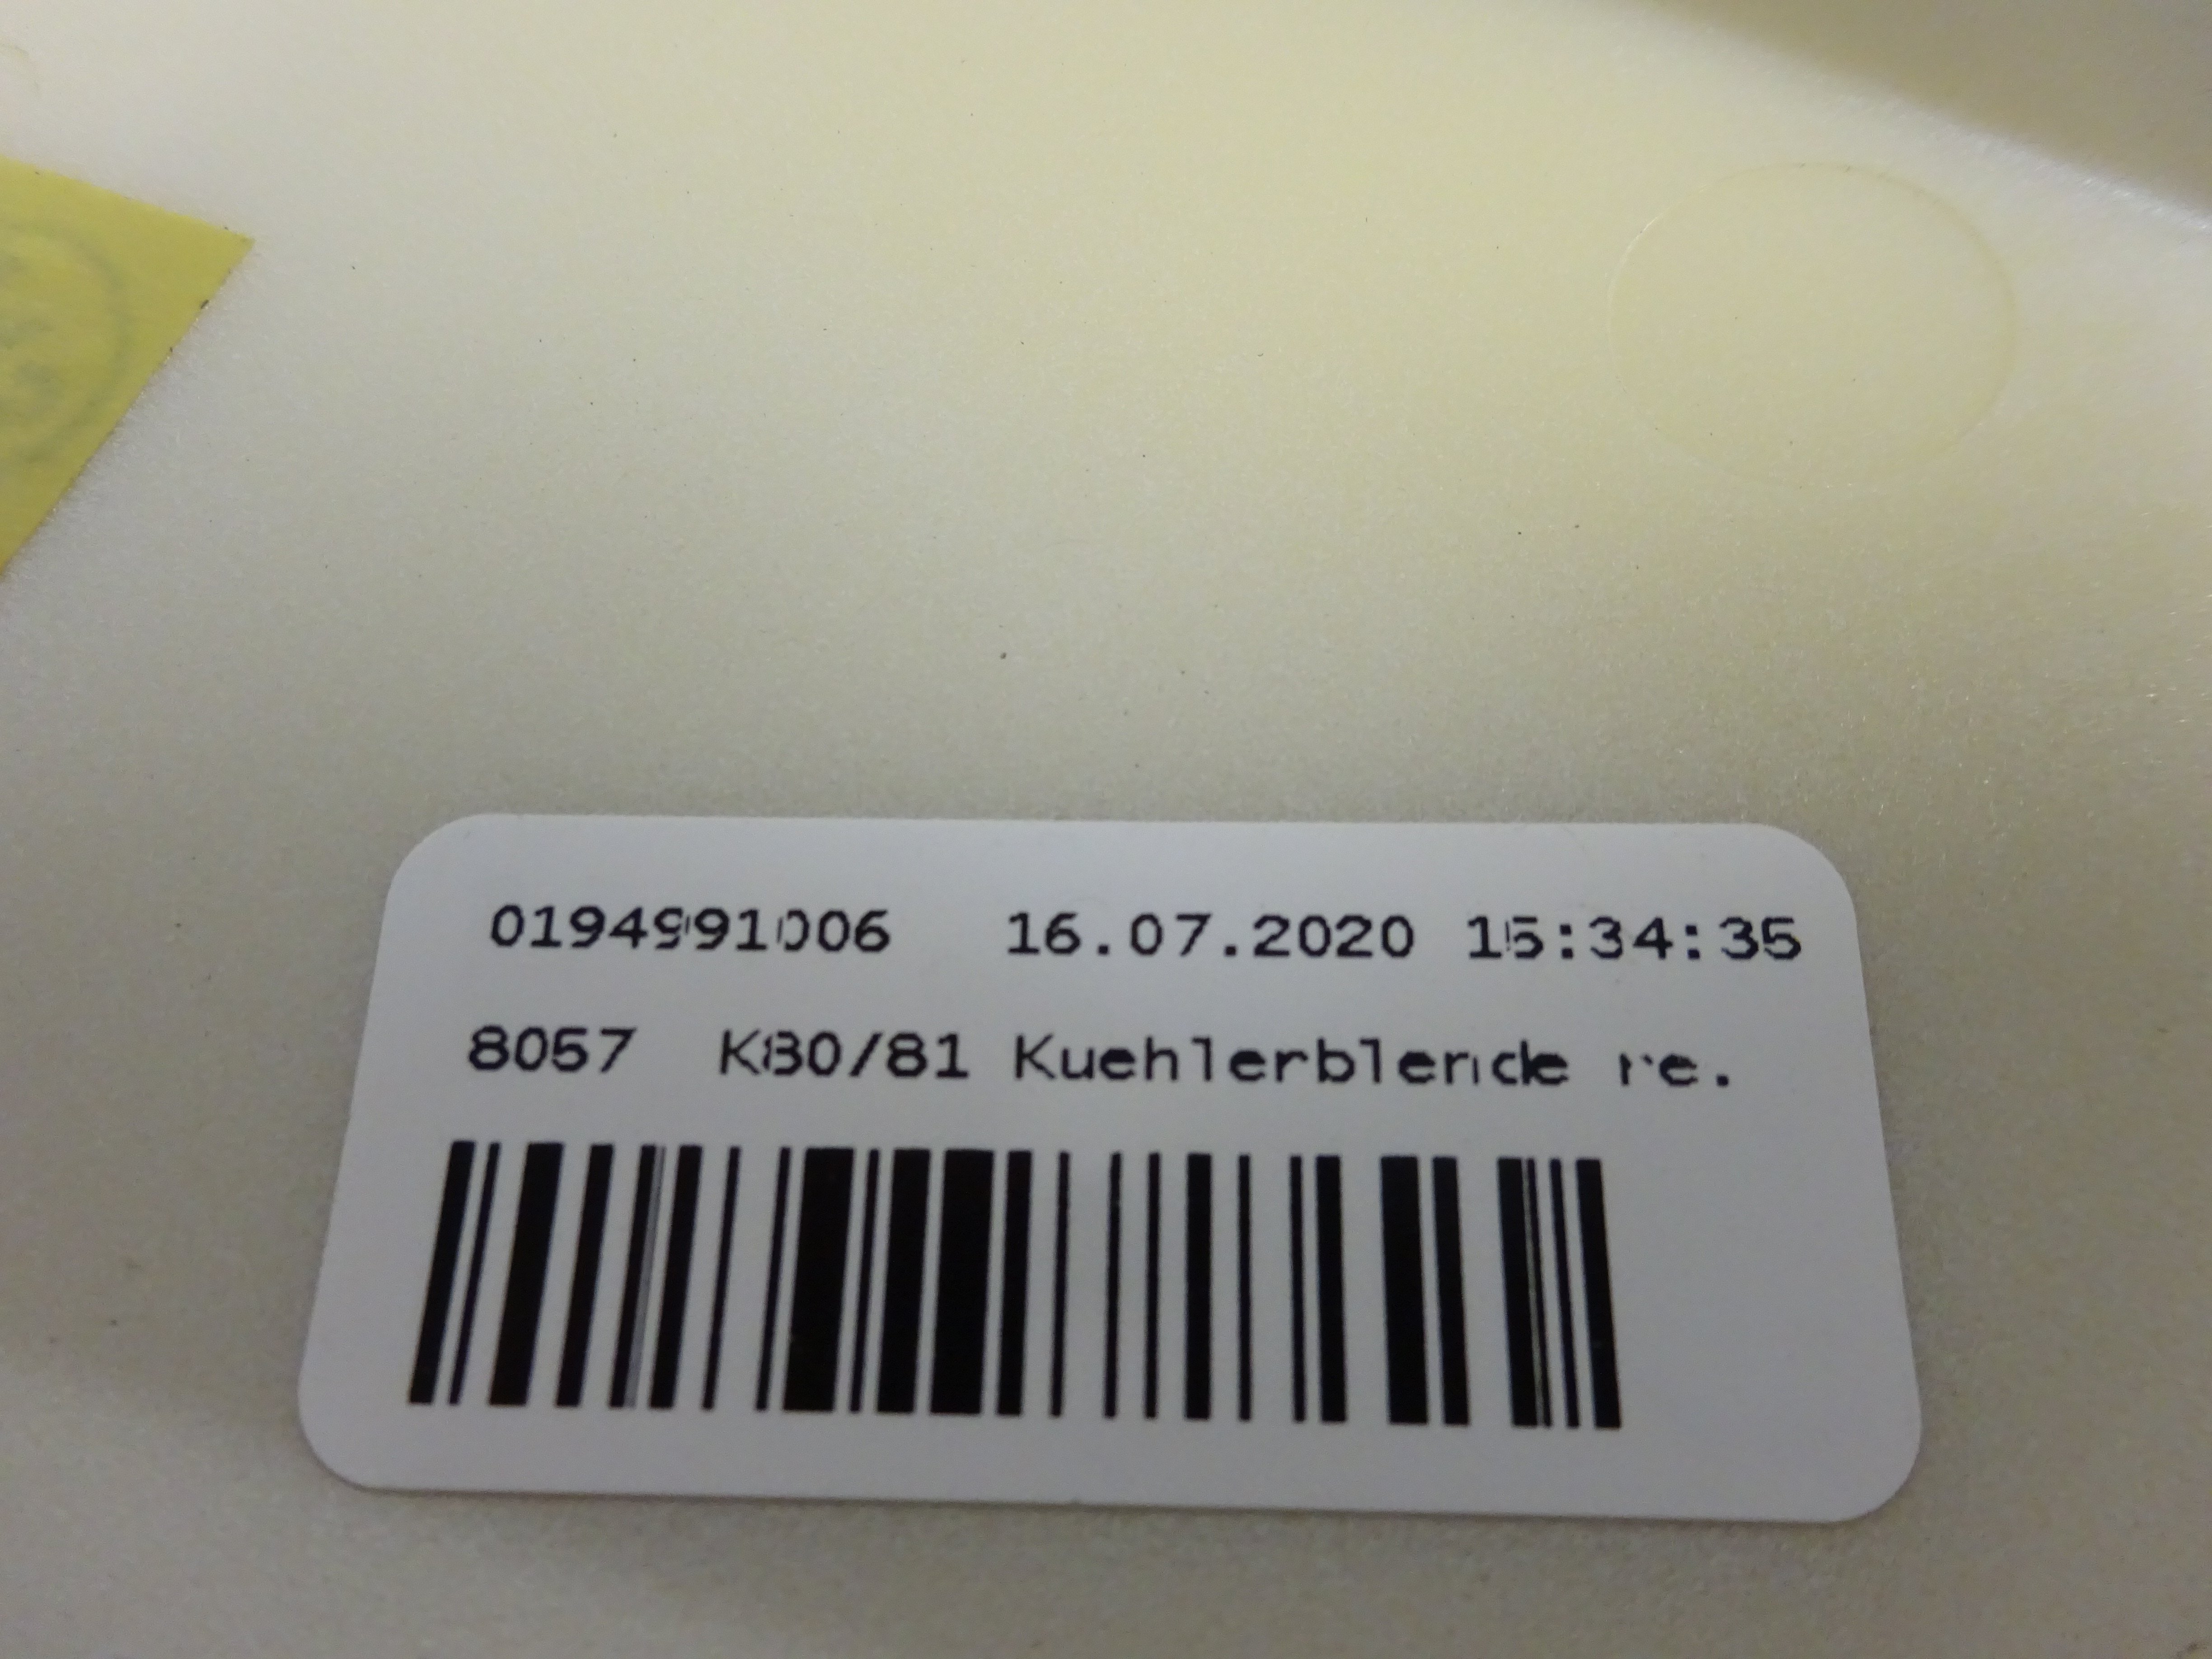 0194991006 16.07.2020 15:34:35
8057 K80/81 Kuehlerblende re.